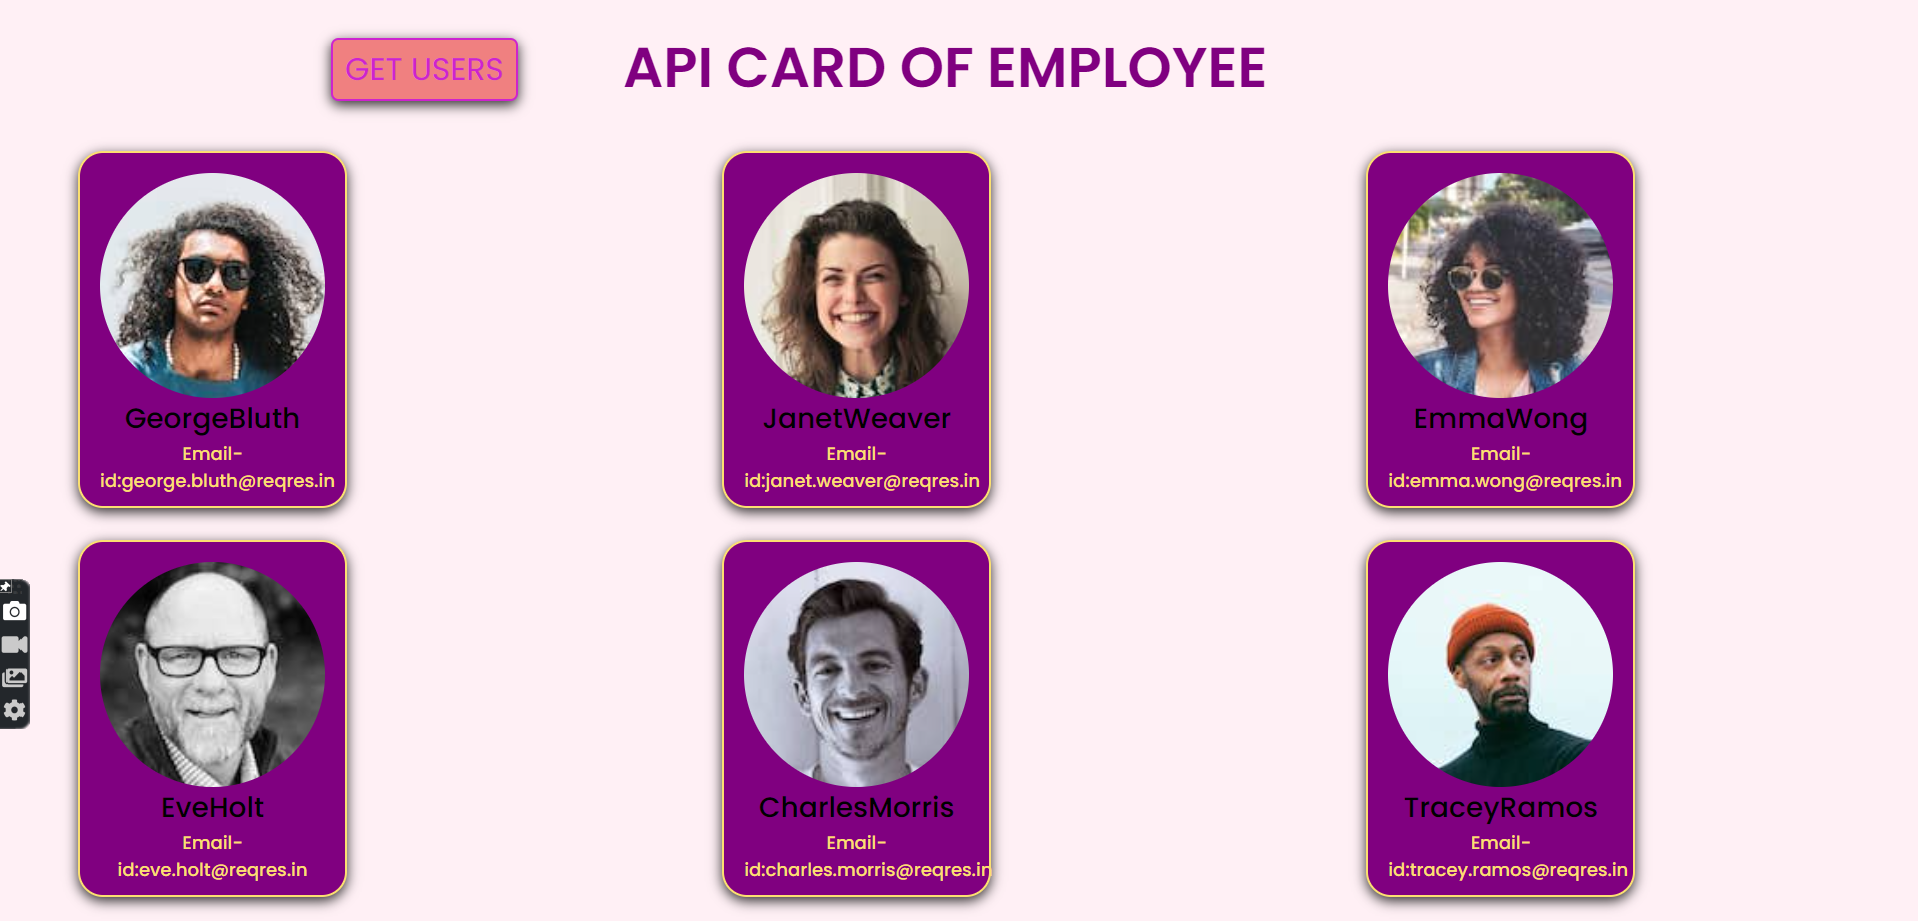 GET USERS
API CARD OF EMPLOYEE
GeorgeBluth
Email-
id:george.bluth@reqres.in
JanetWeaver
Email-
id:janet.weaver@reqres.in
EmmaWong
Email-
id:emma.wong@reqres.in
EveHolt
Email-
id:eve.holt@reqres.in
CharlesMorris
Email-
id:charles.morris@reqres.in
TraceyRamos
Email-
id:tracey.ramos@reqres.in